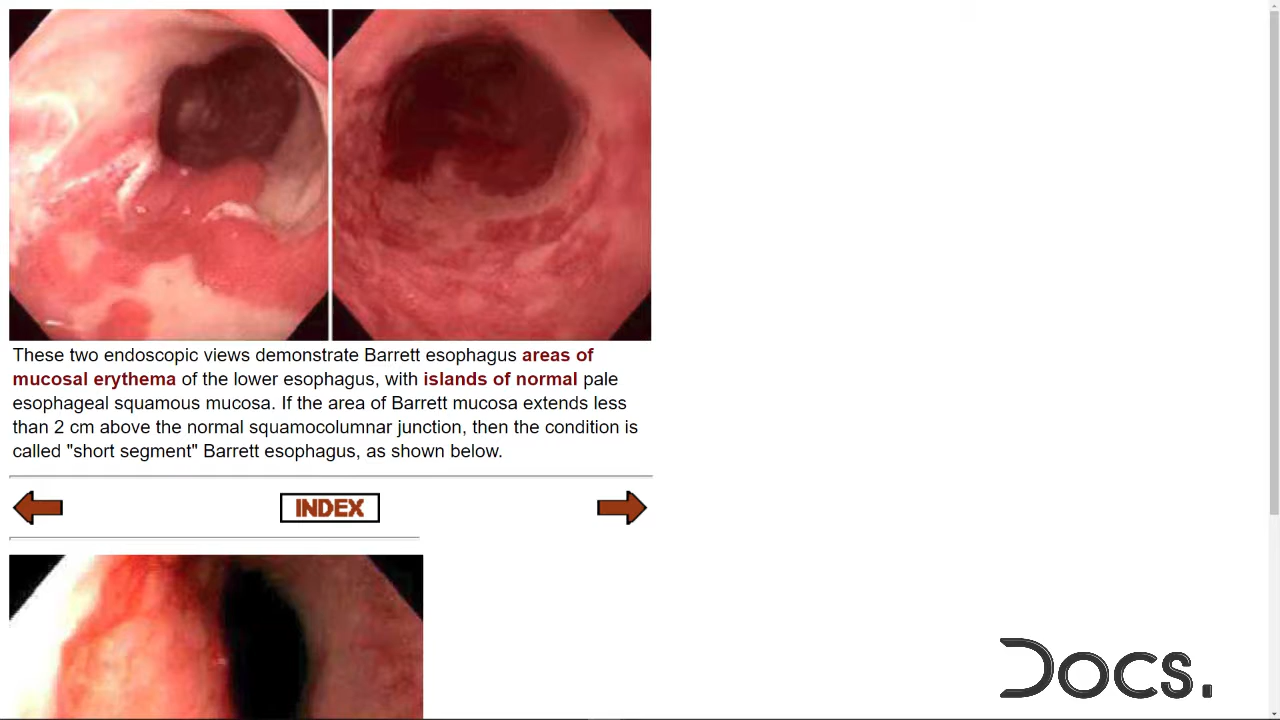 These two endoscopic views demonstrate Barrett esophagus areas of
mucosal erythema of the lower esophagus, with islands of normal pale
esophageal squamous mucosa. If the area of Barrett mucosa extends less
than 2 cm above the normal squamocolumnar junction, then the condition is
called "short segment" Barrett esophagus, as shown below.
INDEX
DOCS.